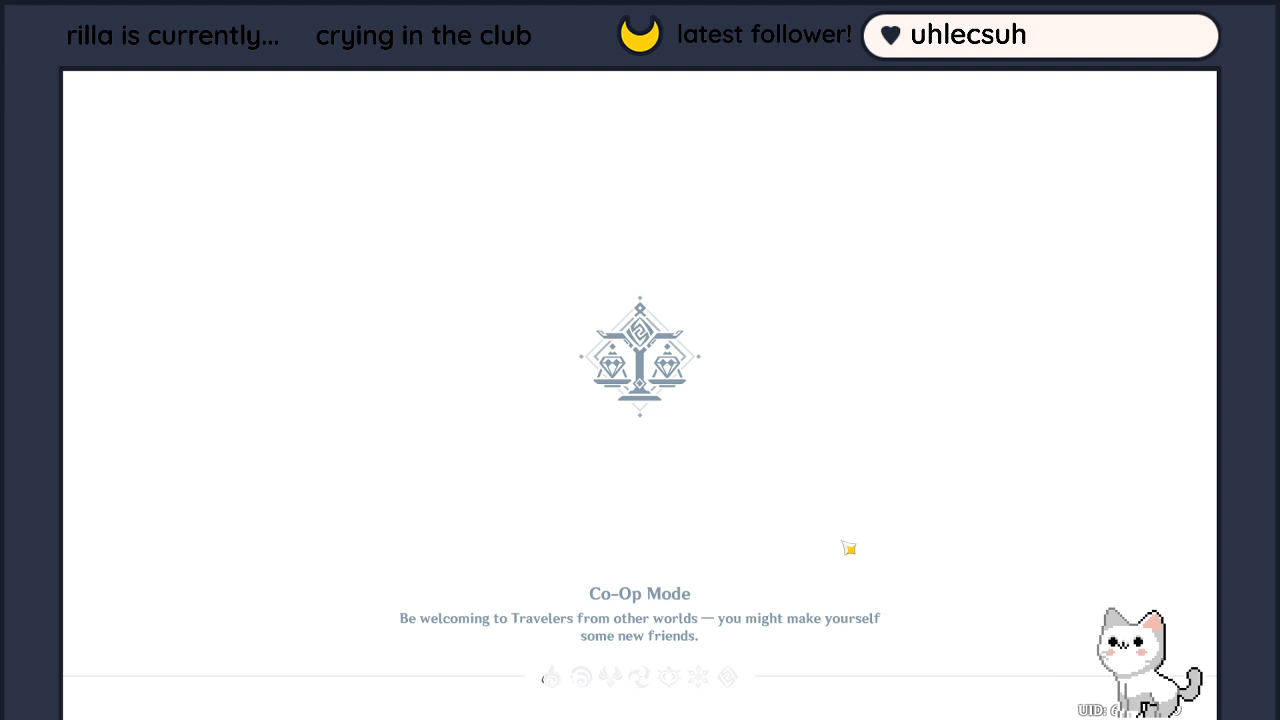 rilla is currently... crying in the club latest follower! uhlecsuh
Co-Op Mode
Be welcoming to Travelers from other worlds — you might make yourself
some new friends.
UID: